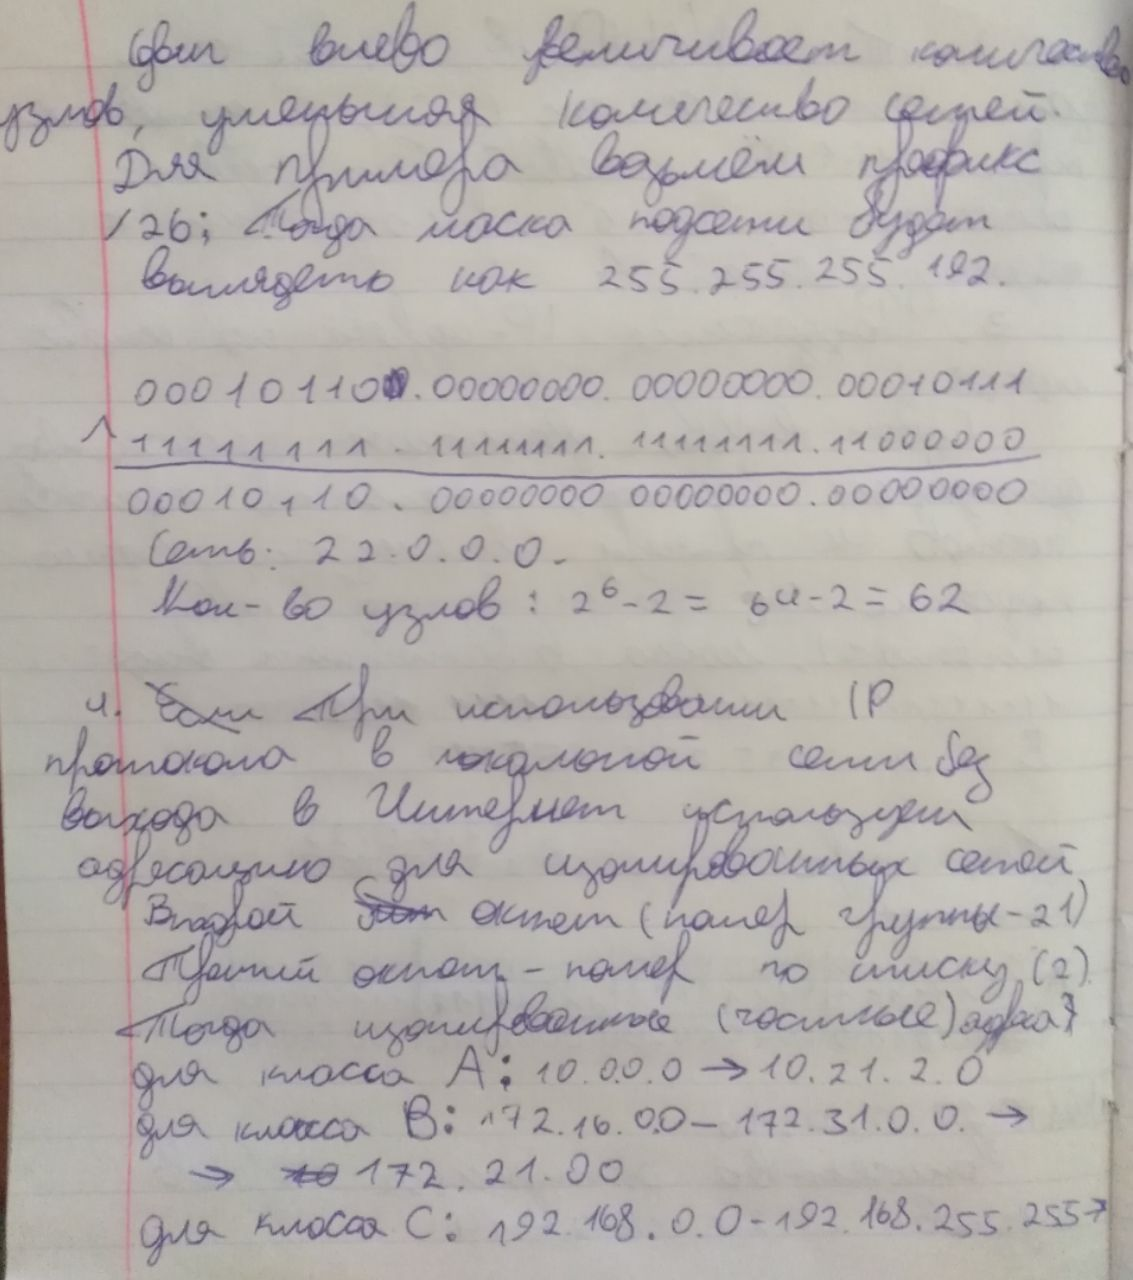 Сдвиг влево увеличивает количество
узлов, уменьшая количество сетей.
Для примера возьмём префикс
/26; Тогда маска подсети будет
выглядеть как 255.255.255.192.
00010110.00000000.00000000.00010111
^ 11111111.11111111.11111111.11000000
00010110.00000000 00000000.00000000
Сеть: 22.0.0.0.
Кол-во узлов: 2^6-2= 64-2=62
4. При использовании IP
протокола в локальной сети без
выхода в Интернет используем
адресацию для изолированных сетей
Второй октет (номер группы-21)
Третий октет - номер по списку (2).
Тогда изолированные (частные) адреса
для класса A: 10.0.0.0 → 10.21.2.0
для класса B: 172.16.0.0 – 172.31.0.0. →
→ 172.21.00
для класса C: 192.168.0.0-192.168.255.255→